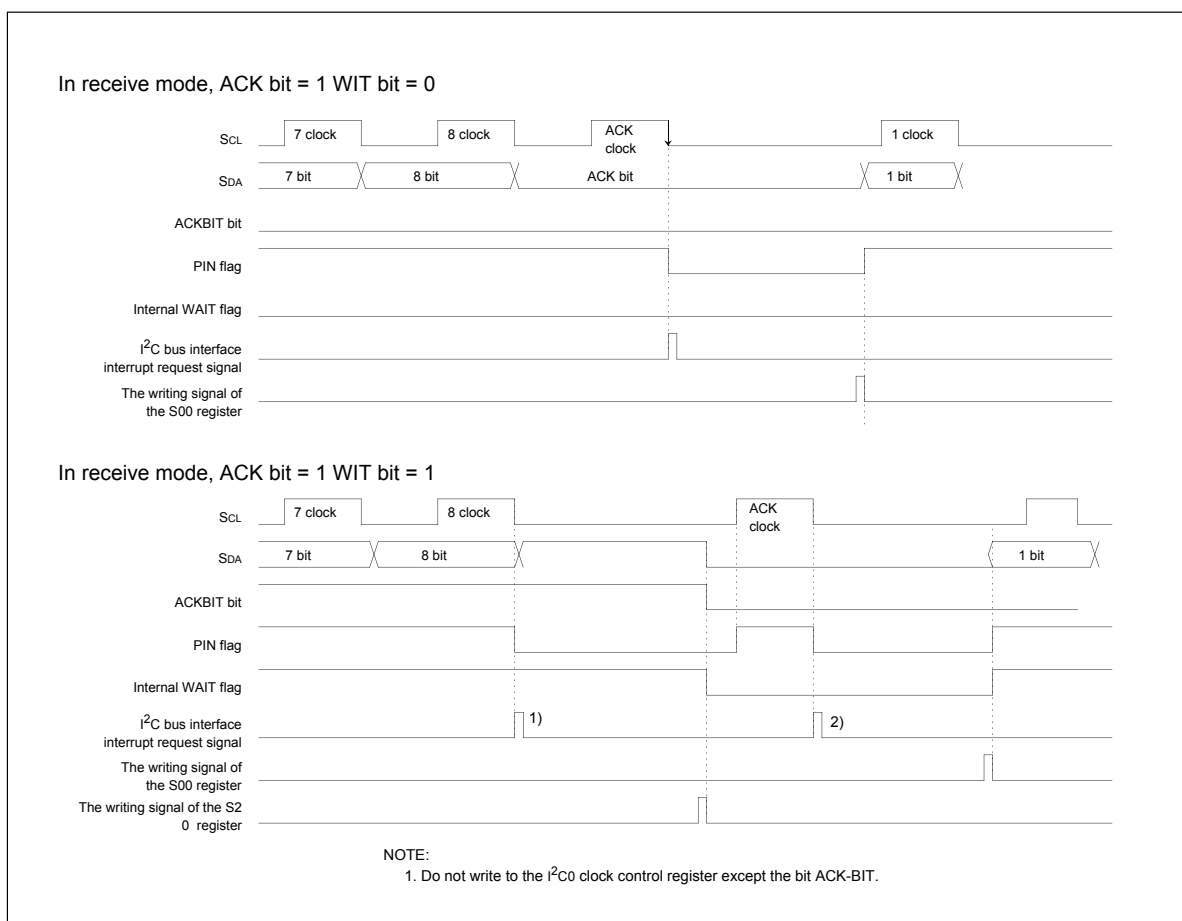 In receive mode, ACK bit = 1 WIT bit = 0
SCL
7 clock
8 clock
ACK
clock
1 clock
SDA
7 bit
8 bit
ACK bit
1 bit
ACKBIT bit
PIN flag
Internal WAIT flag
I2C bus interface
interrupt request signal
The writing signal of
the S00 register
In receive mode, ACK bit = 1 WIT bit = 1
SCL
7 clock
8 clock
ACK
clock
SDA
7 bit
8 bit
1 bit
ACKBIT bit
PIN flag
Internal WAIT flag
I2C bus interface
interrupt request signal
1)
2)
The writing signal of
the S00 register
The writing signal of the S2
0 register
NOTE:
1. Do not write to the I2C0 clock control register except the bit ACK-BIT.